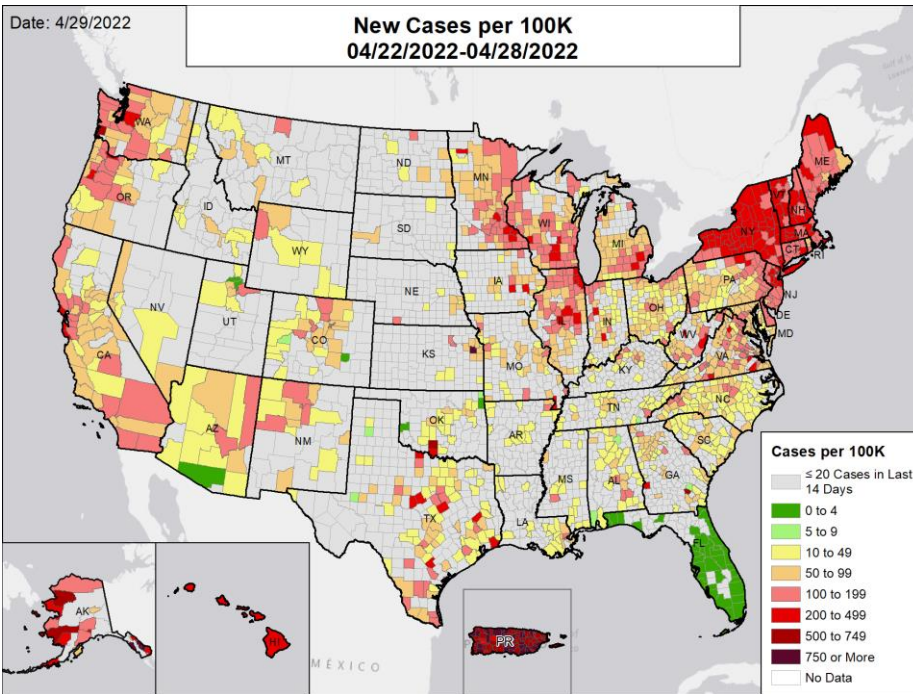 Date: 4/29/2022
New Cases per 100K
04/22/2022-04/28/2022
WA
MT
ND
MN
ME
OR
ID
SD
WI
MI
VT
NH
NY
MA
CT
RI
WY
IA
NE
PA
NJ
NV
UT
CO
IN
OH
DE
MD
WV
CA
KS
MO
KY
VA
AZ
NM
OK
AR
TN
NC
SC
MS
AL
GA
TX
LA
FL
AK
HI
PR
MÉXICO
Cases per 100K
≤ 20 Cases in Last
14 Days
0 to 4
5 to 9
10 to 49
50 to 99
100 to 199
200 to 499
500 to 749
750 or More
No Data